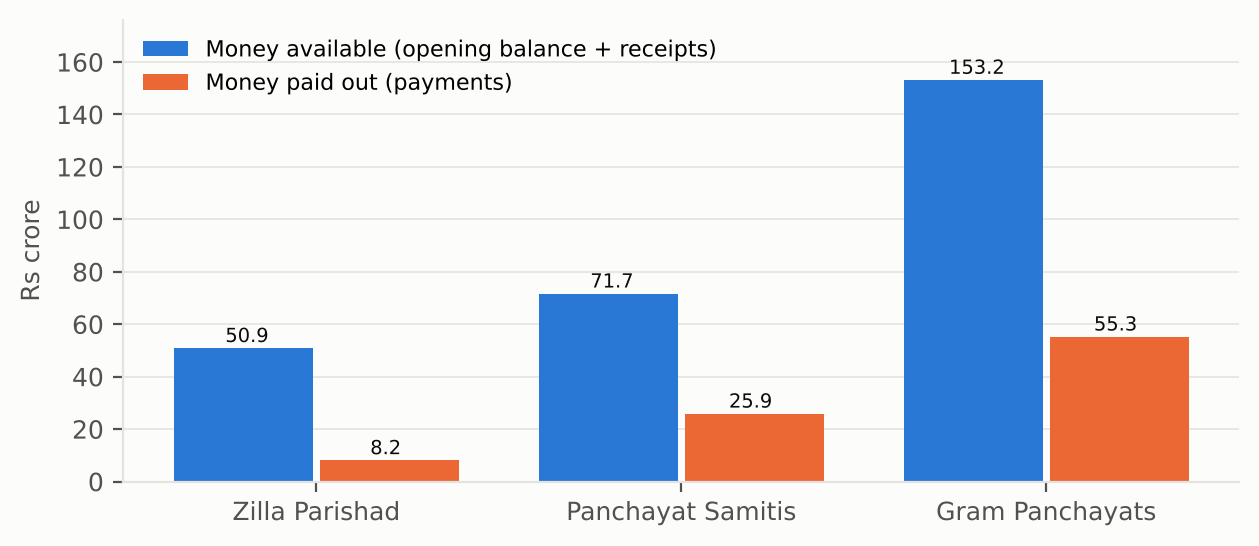 Money available (opening balance + receipts)
Money paid out (payments)
Rs crore
160
140
120
100
80
60
40
20
0
50.9
8.2
71.7
25.9
153.2
55.3
Zilla Parishad
Panchayat Samitis
Gram Panchayats